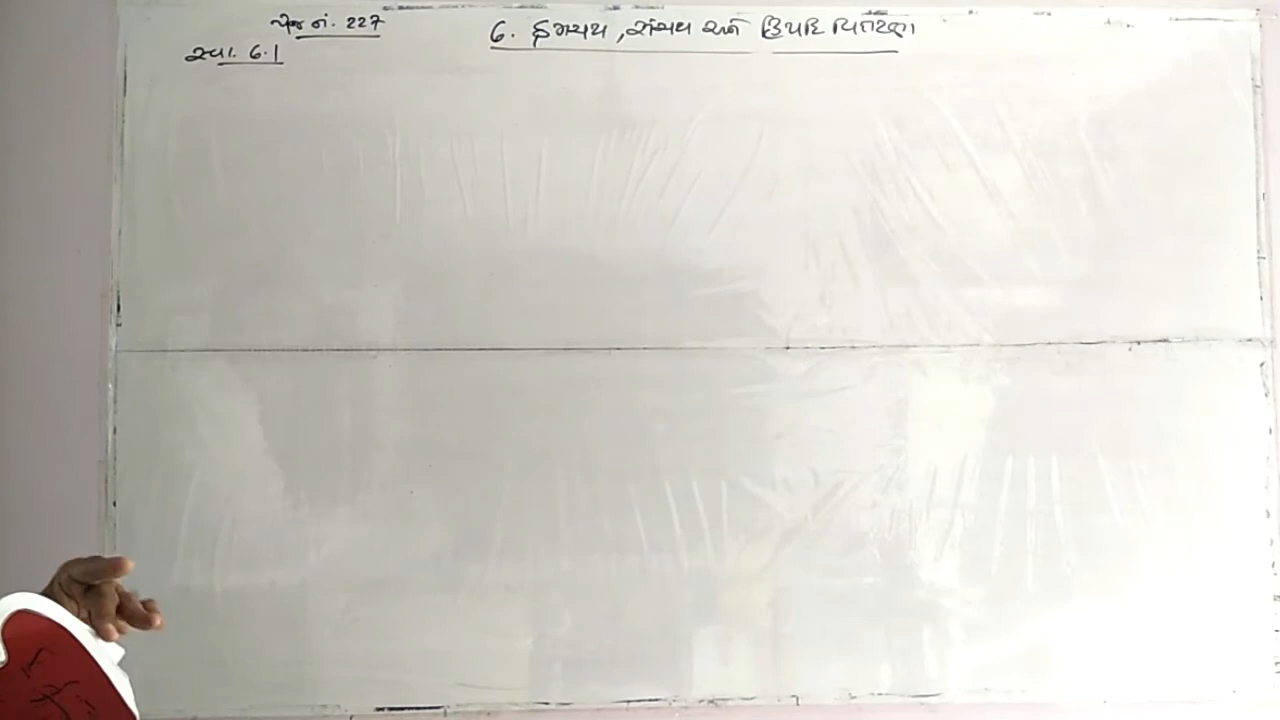 પેજ નં. 227
6. ક્રમચય, સંચય અને દ્વિપદિ વિતરણ
સ્વા. 6.1